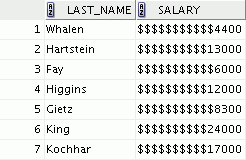 LAST_NAME SALARY
1 Whalen $$$$$$$$$$$4400
2 Hartstein $$$$$$$$$$13000
3 Fay $$$$$$$$$$$6000
4 Higgins $$$$$$$$$$12000
5 Gietz $$$$$$$$$$$8300
6 King $$$$$$$$$$24000
7 Kochhar $$$$$$$$$$17000